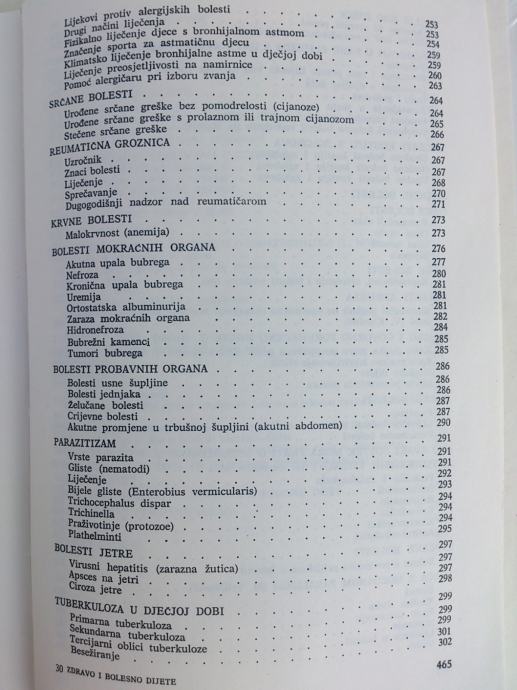 Lijekovi protiv alergijskih bolesti . . . 253
Drugi načini liječenja . . . 253
Fizikalno liječenje djece s bronhijalnom astmom . . . 254
Značenje sporta za astmatičnu djecu . . . 259
Klimatsko liječenje bronhijalne astme u dječjoj dobi . . . 259
Liječenje preosjetljivosti na namirnice . . . 260
Pomoć alergičaru pri izboru zvanja . . . 263
SRČANE BOLESTI . . . 264
Urođene srčane greške bez pomodrelosti (cijanoze) . . . 264
Urođene srčane greške s prolaznom ili trajnom cijanozom . . . 265
Stečene srčane greške . . . 266
REUMATIČNA GROZNICA . . . 267
Uzročnik . . . 267
Znaci bolesti . . . 267
Liječenje . . . 268
Sprečavanje . . . 270
Dugogodišnji nadzor nad reumatičarom . . . 271
KRVNE BOLESTI . . . 273
Malokrvnost (anemija) . . . 273
BOLESTI MOKRAĆNIH ORGANA . . . 276
Akutna upala bubrega . . . 277
Nefroza . . . 280
Kronična upala bubrega . . . 281
Uremija . . . 281
Ortostatska albuminurija . . . 281
Zaraza mokraćnih organa . . . 282
Hidronefroza . . . 284
Bubrežni kamenci . . . 285
Tumori bubrega . . . 285
BOLESTI PROBAVNIH ORGANA . . . 286
Bolesti usne šupljine . . . 286
Bolesti jednjaka . . . 286
Želučane bolesti . . . 287
Crijevne bolesti . . . 287
Akutne promjene u trbušnoj šupljini (akutni abdomen) . . . 290
PARAZITIZAM . . . 291
Vrste parazita . . . 291
Gliste (nematodi) . . . 291
Liječenje . . . 292
Bijele gliste (Enterobius vermicularis) . . . 293
Trichocephalus dispar . . . 294
Trichinella . . . 294
Praživotinje (protozoe) . . . 294
Plathelminti . . . 295
BOLESTI JETRE . . . 297
Virusni hepatitis (zarazna žutica) . . . 297
Apsces na jetri . . . 297
Ciroza jetre . . . 298
TUBERKULOZA U DJEČJOJ DOBI . . . 299
Primarna tuberkuloza . . . 299
Sekundarna tuberkuloza . . . 299
Tercijarni oblici tuberkuloze . . . 301
Besežiranje . . . 302
30 ZDRAVO I BOLESNO DIJETE
465